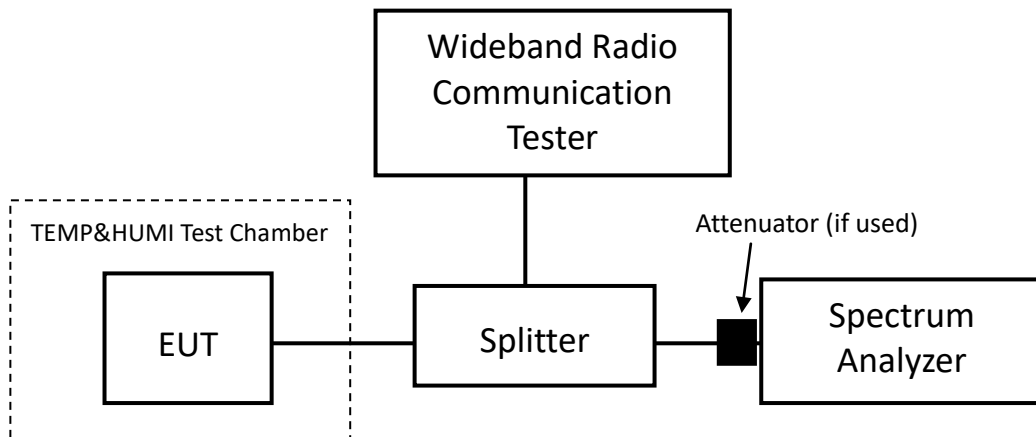 Wideband Radio
Communication
Tester
TEMP&HUMI Test Chamber
Attenuator (if used)
EUT
Splitter
Spectrum
Analyzer